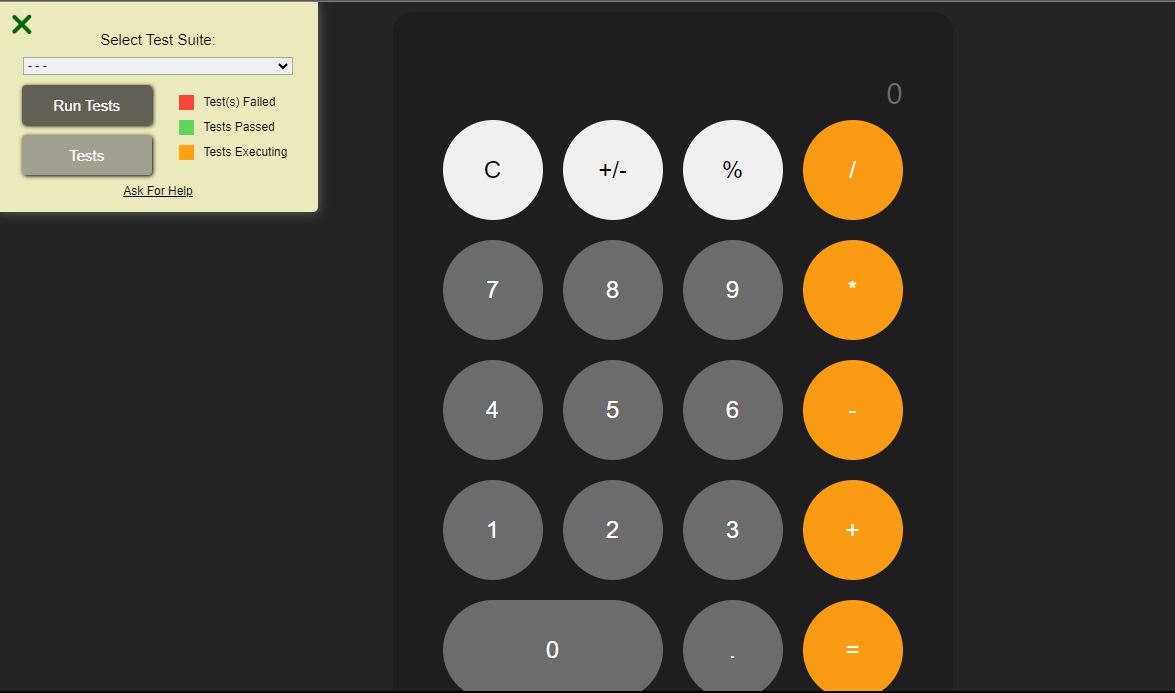 Select Test Suite:
- - -
Run Tests
Test(s) Failed
Tests Passed
Tests
Tests Executing
Ask For Help
0
C +/- % /
7 8 9 *
4 5 6 -
1 2 3 +
0 . =